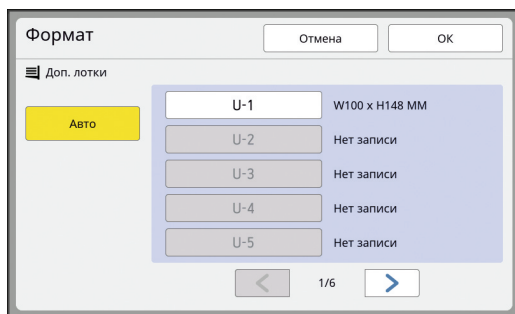 Формат
Отмена
ОК
Доп. лотки
Авто
U-1 W100 x H148 MM
U-2 Нет записи
U-3 Нет записи
U-4 Нет записи
U-5 Нет записи
1/6